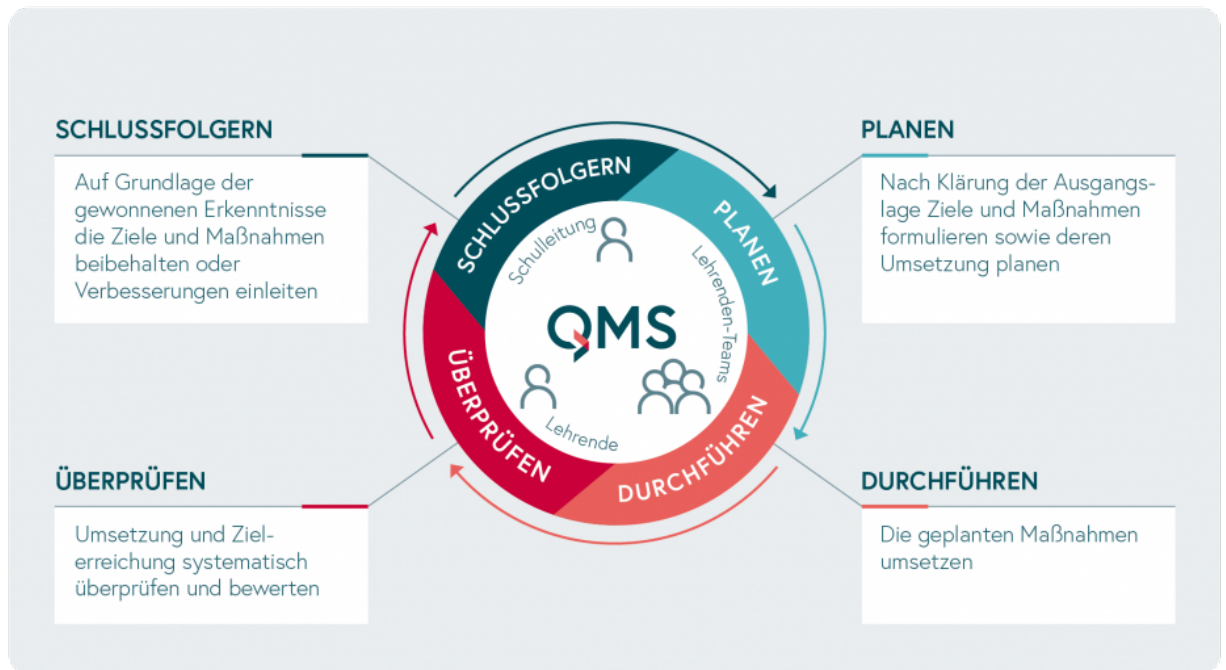 SCHLUSSFOLGERN
Auf Grundlage der
gewonnenen Erkenntnisse
die Ziele und Maßnahmen
beibehalten oder
Verbesserungen einleiten
PLANEN
Nach Klärung der Ausgangs-
lage Ziele und Maßnahmen
formulieren sowie deren
Umsetzung planen
SCHLUSSFOLGERN
PLANEN
DURCHFÜHREN
ÜBERPRÜFEN
Schulleitung
Lehrenden-Teams
Lehrende
QMS
ÜBERPRÜFEN
Umsetzung und Ziel-
erreichung systematisch
überprüfen und bewerten
DURCHFÜHREN
Die geplanten Maßnahmen
umsetzen